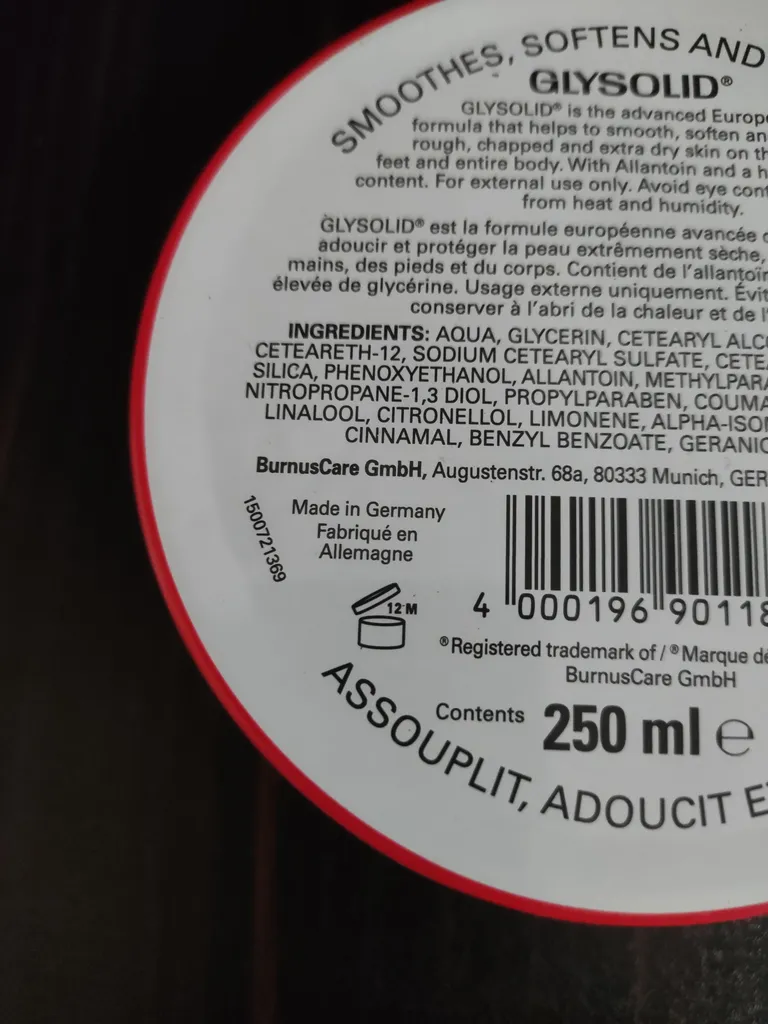 SMOOTHES, SOFTENS AND
GLYSOLID®
GLYSOLID® is the advanced Europe
formula that helps to smooth, soften an
rough, chapped and extra dry skin on th
feet and entire body. With Allantoin and a h
content. For external use only. Avoid eye cont
from heat and humidity.
GLYSOLID® est la formule européenne avancée
adoucir et protéger la peau extrêmement sèche,
mains, des pieds et du corps. Contient de l'allantoïn
élevée de glycérine. Usage externe uniquement. Évit
conserver à l'abri de la chaleur et de l'
INGREDIENTS: AQUA, GLYCERIN, CETEARYL ALCO
CETEARETH-12, SODIUM CETEARYL SULFATE, CETEA
SILICA, PHENOXYETHANOL, ALLANTOIN, METHYLPARA
NITROPROPANE-1,3 DIOL, PROPYLPARABEN, COUMA
LINALOOL, CITRONELLOL, LIMONENE, ALPHA-ISOM
CINNAMAL, BENZYL BENZOATE, GERANIO
BurnusCare GmbH, Augustenstr. 68a, 80333 Munich, GER
Made in Germany
Fabriqué en
Allemagne
1500721369
12 M
4 000196 90118
®Registered trademark of / ®Marque dé
BurnusCare GmbH
Contents 250 ml ℮
ASSOUPLIT, ADOUCIT E